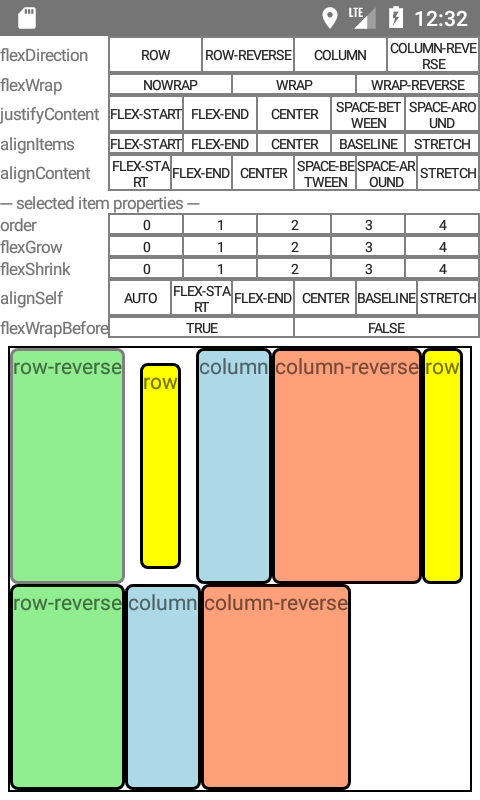 LTE 12:32
flexDirection ROW ROW-REVERSE COLUMN COLUMN-REVE
RSE
flexWrap NOWRAP WRAP WRAP-REVERSE
justifyContent FLEX-START FLEX-END CENTER SPACE-BET SPACE-ARO
WEEN UND
alignItems FLEX-START FLEX-END CENTER BASELINE STRETCH
alignContent FLEX-STA FLEX-END CENTER SPACE-BE SPACE-AR STRETCH
RT TWEEN OUND
--- selected item properties ---
order 0 1 2 3 4
flexGrow 0 1 2 3 4
flexShrink 0 1 2 3 4
alignSelf AUTO FLEX-STA FLEX-END CENTER BASELINE STRETCH
RT
flexWrapBefore TRUE FALSE
row-reverse column column-reverse row
row
row-reverse column column-reverse